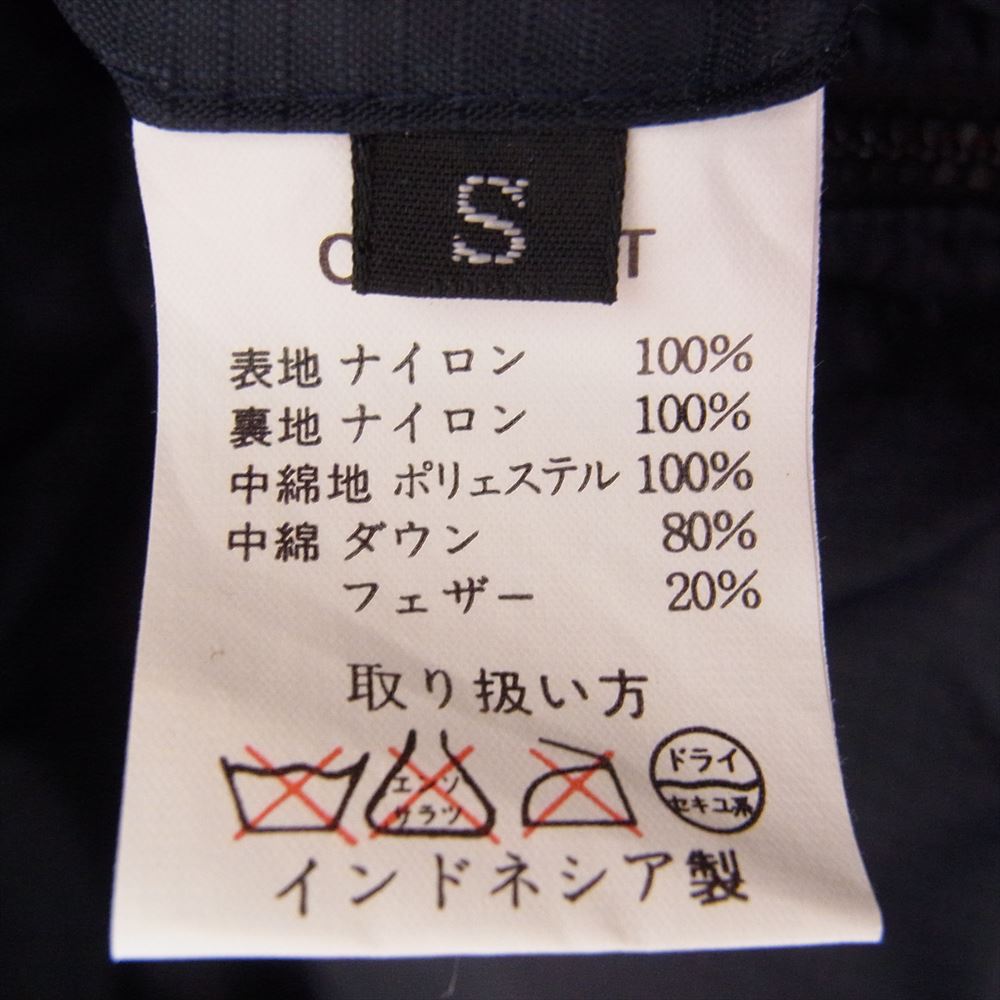 S
表地 ナイロン 100%
裏地 ナイロン 100%
中綿地 ポリェステル 100%
中綿 ダウン 80%
フェザー 20%
取り扱い方
エンソ
サラツ
ドライ
セキユ系
インドネシア製